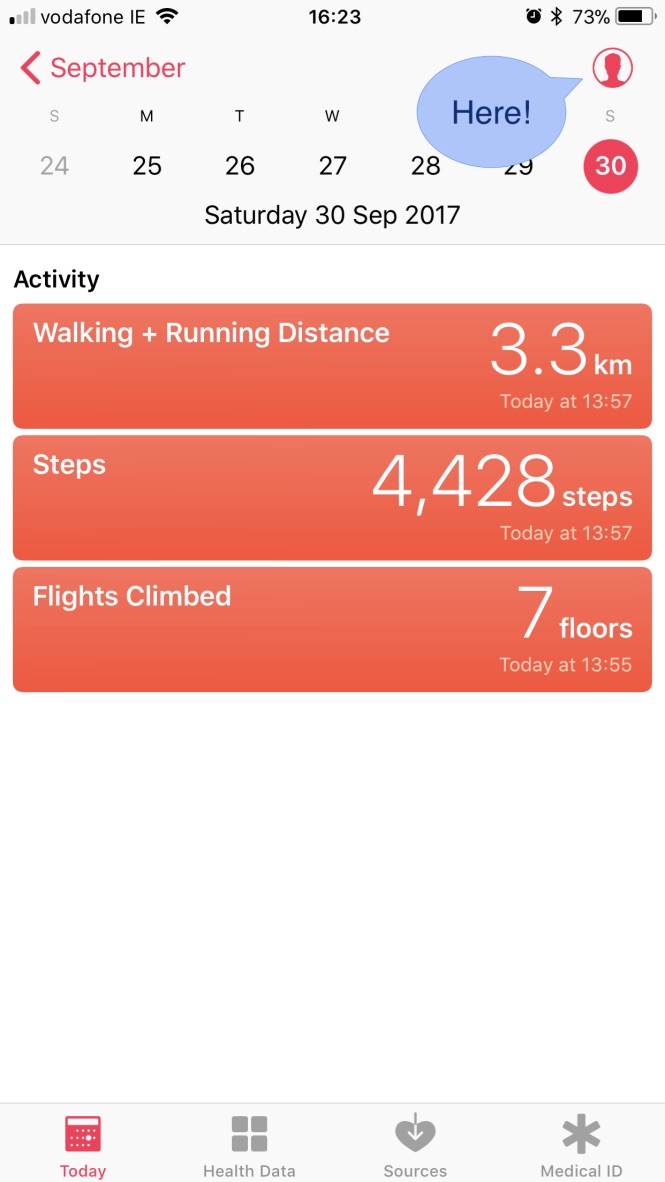 vodafone IE 16:23 73%
September
Here!
S M T W S
24 25 26 27 28 29 30
Saturday 30 Sep 2017
Activity
Walking + Running Distance 3.3 km
Today at 13:57
Steps 4,428 steps
Today at 13:57
Flights Climbed 7 floors
Today at 13:55
Today Health Data Sources Medical ID